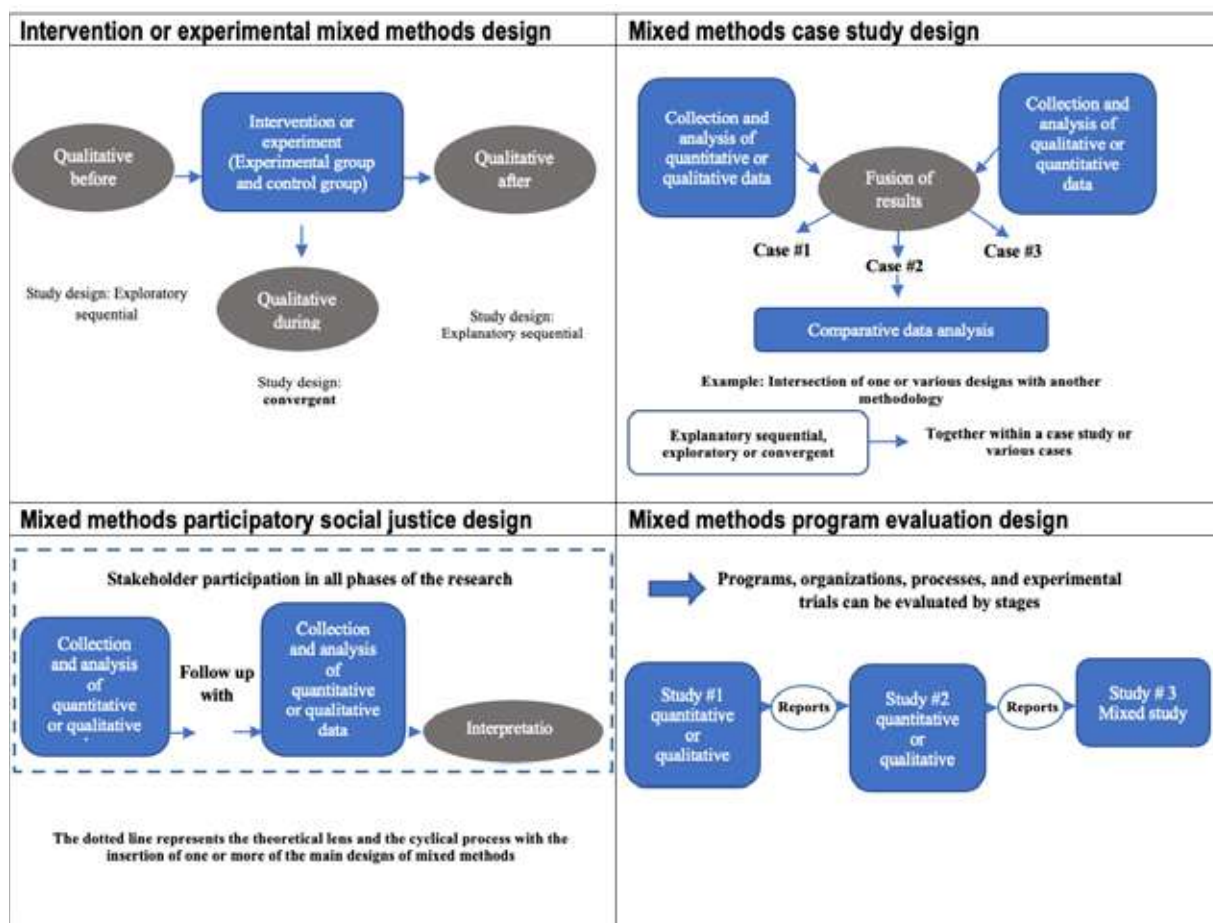 Intervention or experimental mixed methods design
Qualitative
before
Intervention or
experiment
(Experimental group
and control group)
Qualitative
after
Qualitative
during
Study design: Exploratory
sequential
Study design:
Explanatory sequential
Study design:
convergent
Mixed methods case study design
Collection and
analysis of
quantitative or
qualitative data
Collection and
analysis of
qualitative or
quantitative
data
Fusion of
results
Case #1
Case #2
Case #3
Comparative data analysis
Example: Intersection of one or various designs with another
methodology
Explanatory sequential,
exploratory or convergent
Together within a case study or
various cases
Mixed methods participatory social justice design
Stakeholder participation in all phases of the research
Collection
and analysis
of
quantitative
or qualitative
Follow up
with
Collection
and analysis
of
quantitative
or qualitative
data
Interpretatio
The dotted line represents the theoretical lens and the cyclical process with the
insertion of one or more of the main designs of mixed methods
Mixed methods program evaluation design
Programs, organizations, processes, and experimental
trials can be evaluated by stages
Study #1
quantitative
or
qualitative
Reports
Study #2
quantitative
or
qualitative
Reports
Study # 3
Mixed study